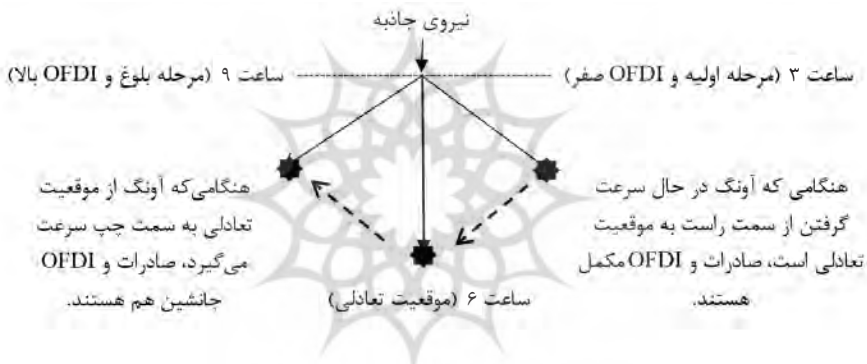 نیروی جاذبه
ساعت ۳ (مرحله اولیه و OFDI صفر)
ساعت ۹ (مرحله بلوغ و OFDI بالا)
هنگامی که آونگ در حال سرعت
گرفتن از سمت راست به موقعیت
تعادلی است، صادرات و OFDI مکمل
هستند.
هنگامی‌که آونگ از موقعیت
تعادلی به سمت چپ سرعت
می‌گیرد، صادرات و OFDI
جانشین هم هستند.
ساعت ۶ (موقعیت تعادلی)